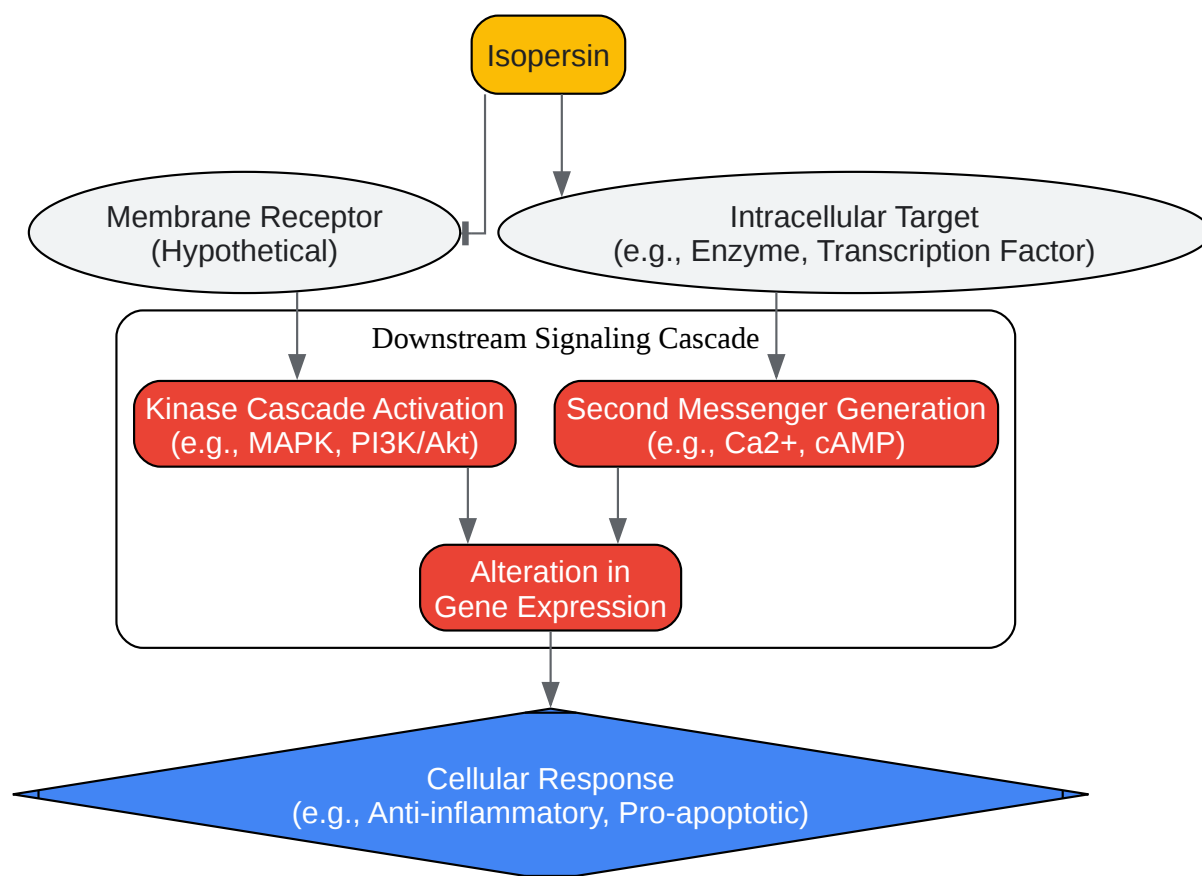 Isopersin
Membrane Receptor
(Hypothetical)
Intracellular Target
(e.g., Enzyme, Transcription Factor)
Downstream Signaling Cascade
Kinase Cascade Activation
(e.g., MAPK, PI3K/Akt)
Second Messenger Generation
(e.g., Ca2+, cAMP)
Alteration in
Gene Expression
Cellular Response
(e.g., Anti-inflammatory, Pro-apoptotic)